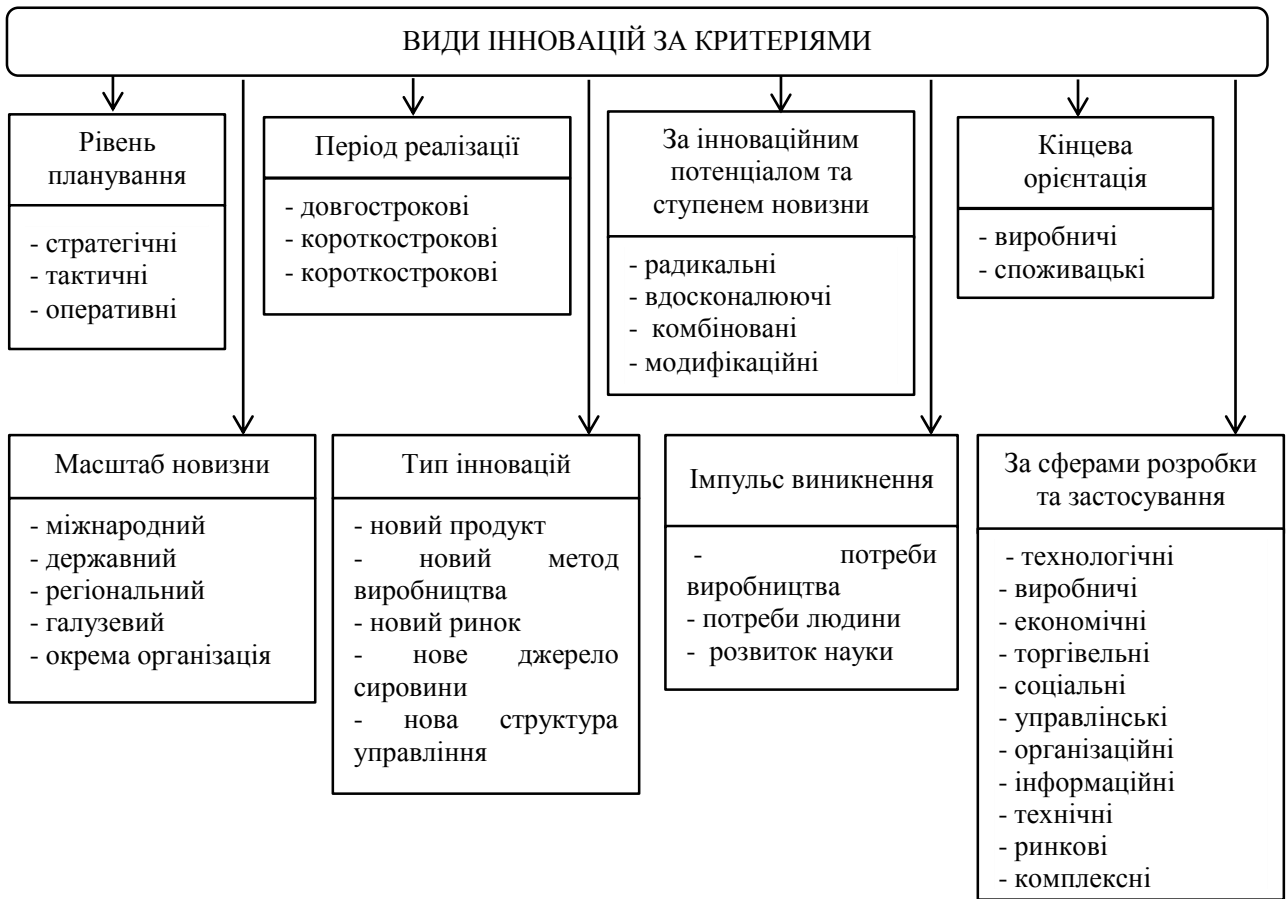 ВИДИ ІННОВАЦІЙ ЗА КРИТЕРІЯМИ
Рівень
планування
- стратегічні
- тактичні
- оперативні
Період реалізації
- довгострокові
- короткострокові
- короткострокові
За інноваційним
потенціалом та
ступенем новизни
- радикальні
- вдосконалюючі
- комбіновані
- модифікаційні
Кінцева
орієнтація
- виробничі
- споживацькі
Масштаб новизни
- міжнародний
- державний
- регіональний
- галузевий
- окрема організація
Тип інновацій
- новий продукт
- новий метод
виробництва
- новий ринок
- нове джерело
сировини
- нова структура
управління
Імпульс виникнення
- потреби
виробництва
- потреби людини
- розвиток науки
За сферами розробки
та застосування
- технологічні
- виробничі
- економічні
- торгівельні
- соціальні
- управлінські
- організаційні
- інформаційні
- технічні
- ринкові
- комплексні